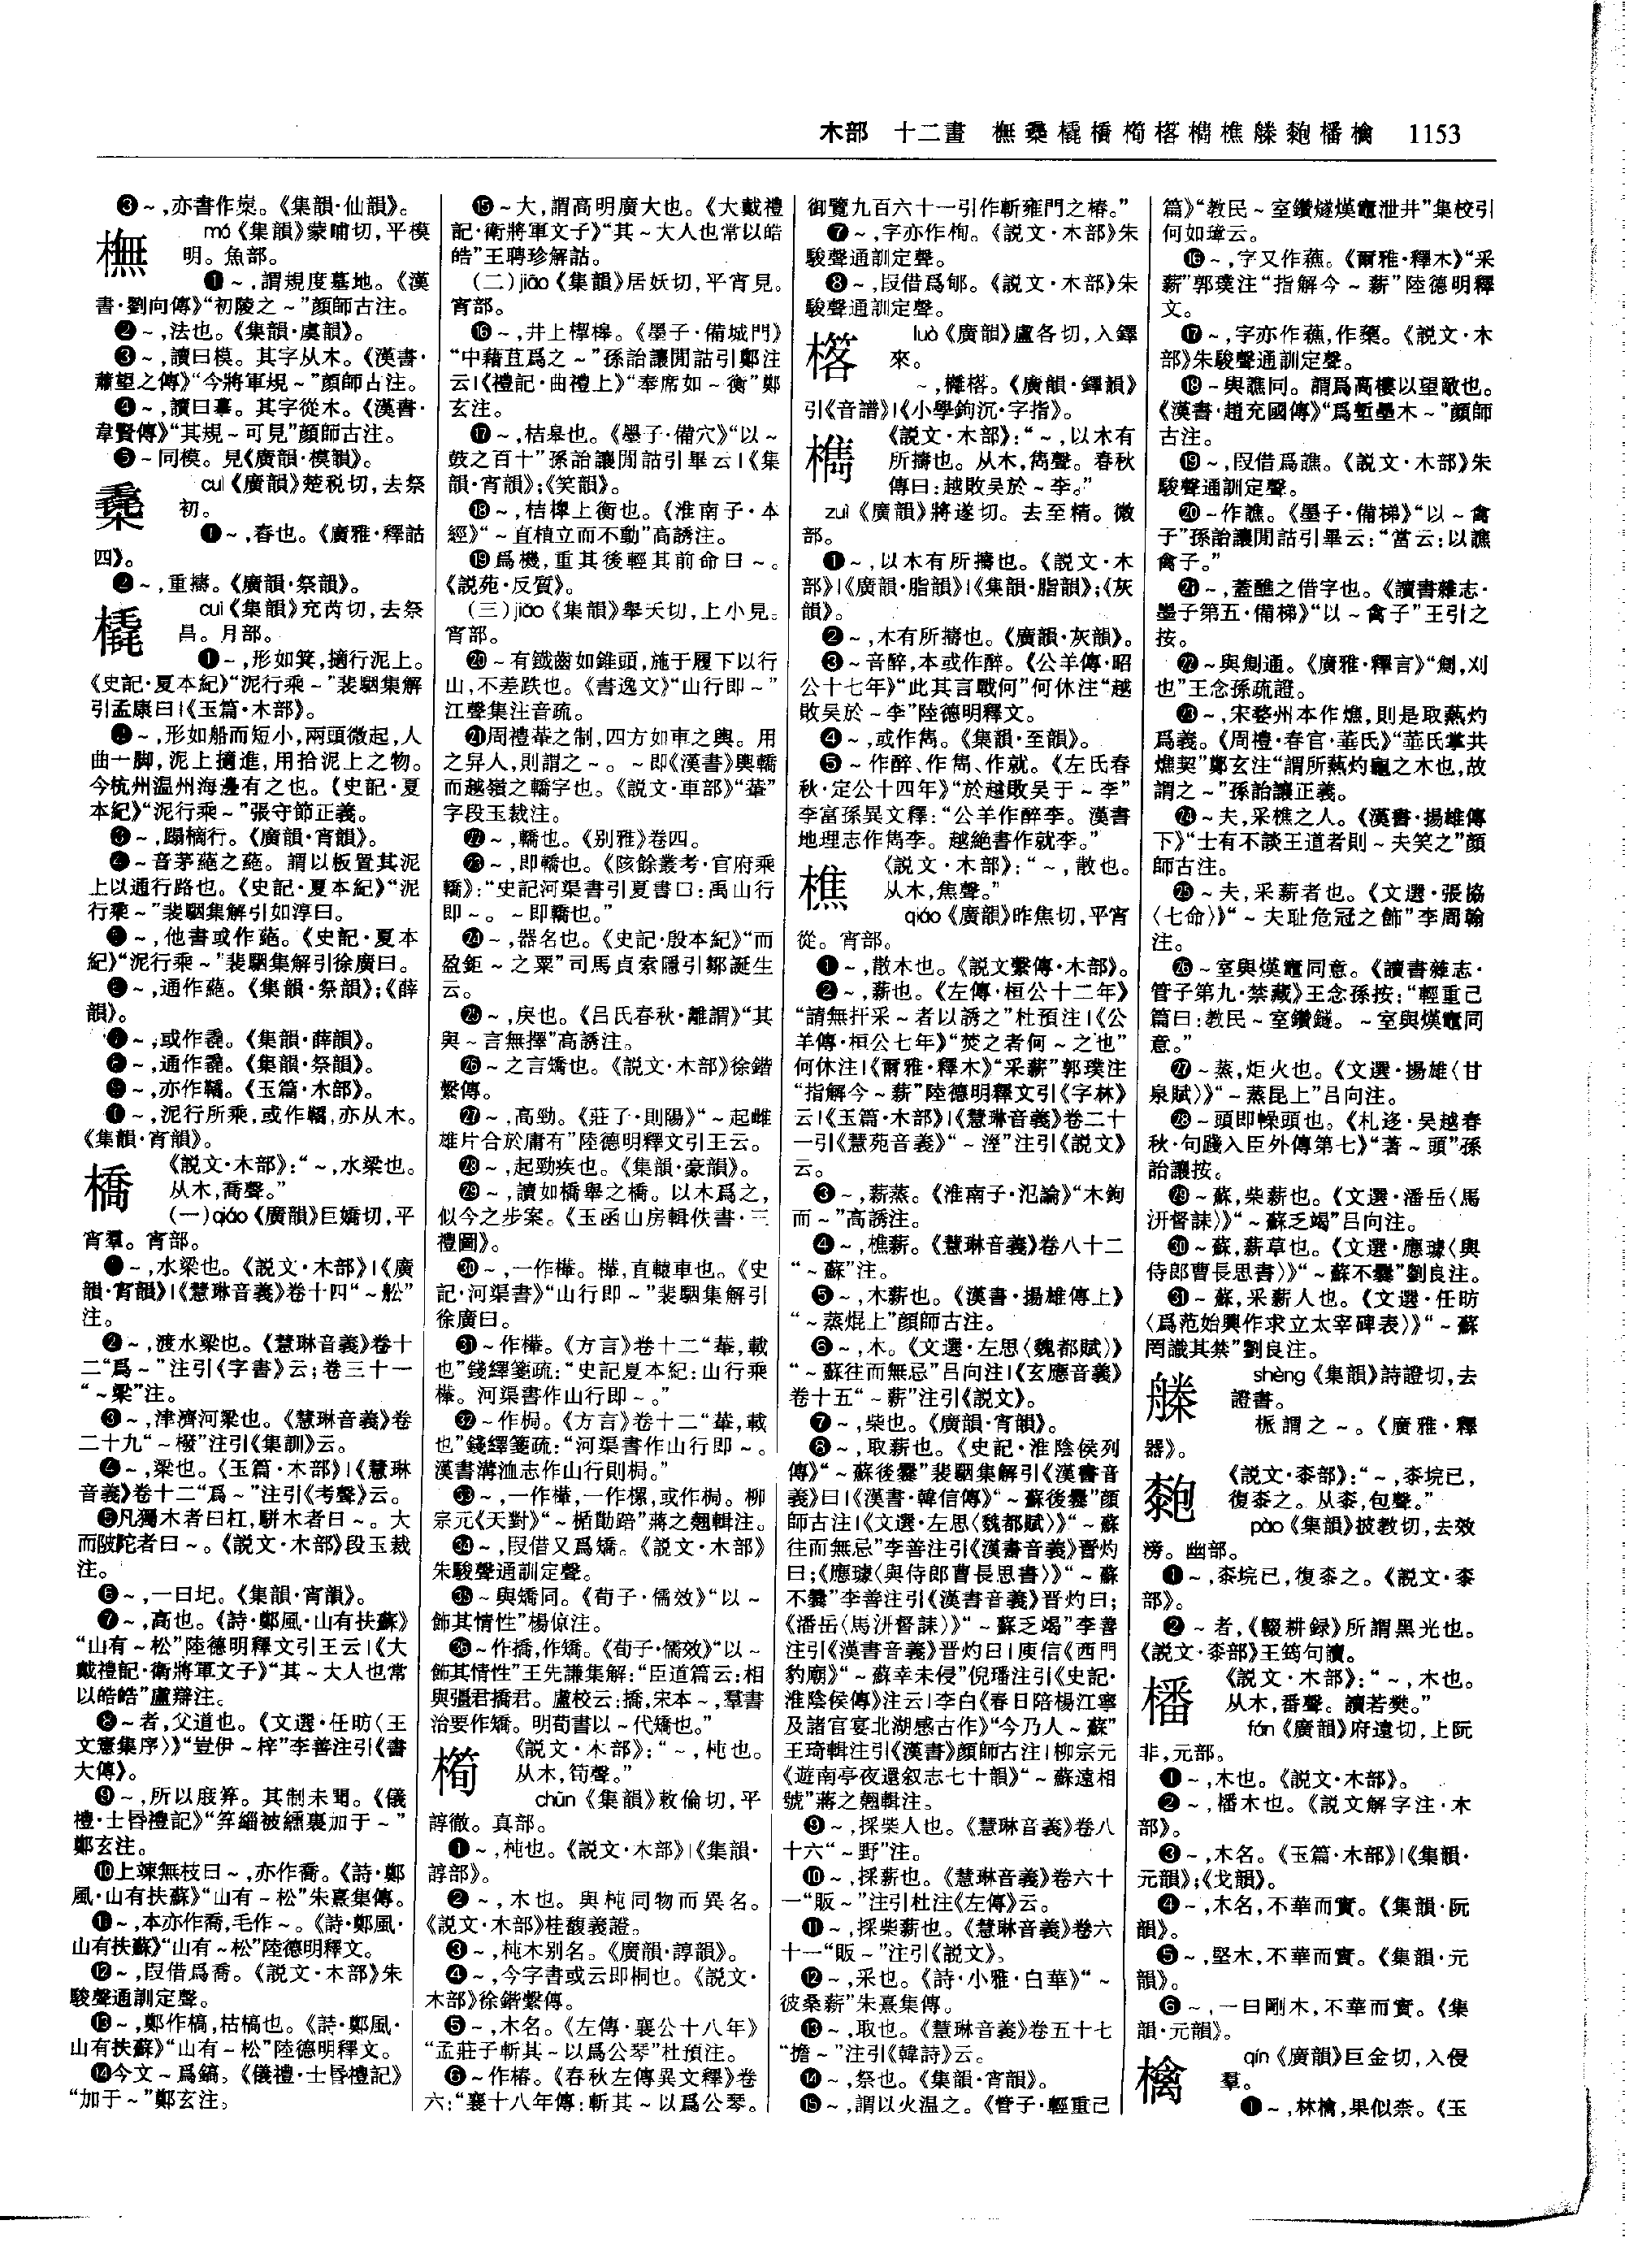 木部　十二畫　橅橐橇橋橁𣛗檇樵榺䵢橎檎　1153
❸～,亦書作桌。《集韻·仙韻》。
橅
mó《集韻》蒙晡切,平模
明。魚部。
❶～,謂規度墓地。《漢
書·劉向傳》“初陵之～”顔師古注。
❷～,法也。《集韻·虞韻》。
❸～,讀曰模。其字从木。《漢書·
蕭望之傳》“今將軍規～”顔師古注。
❹～,讀曰摹。其字從木。《漢書·
韋賢傳》“其規～可見”顔師古注。
❺～同模。見《廣韻·模韻》。
cuì《廣韻》楚税切,去祭
初。
❶～,舂也。《廣雅·釋詁
四》。
❷～,重擣。《廣韻·祭韻》。
橇
cuì《集韻》充芮切,去祭
昌。月部。
❶～,形如箕,擿行泥上。
《史記·夏本紀》“泥行乘～”裴駰集解
引孟康曰|《玉篇·木部》。
❷～,形如船而短小,兩頭微起,人
曲一脚,泥上擿進,用拾泥上之物。
今杭州温州海邊有之也。《史記·夏
本紀》“泥行乘～”張守節正義。
❸～,蹋橇行。《廣韻·宵韻》。
❹～音茅蕝之蕝。謂以板置其泥
上以通行路也。《史記·夏本紀》“泥
行乘～”裴駰集解引如淳曰。
❺～,他書或作蕝。《史記·夏本
紀》“泥行乘～”裴駰集解引徐廣曰。
❻～,通作蕝。《集韻·祭韻》;《薛
韻》。
❼～,或作毳。《集韻·薛韻》。
❽～,通作毳。《集韻·祭韻》。
❾～,亦作鞽。《玉篇·木部》。
❿～,泥行所乘,或作鞽,亦从木。
《集韻·宵韻》。
橋
《説文·木部》:“～,水梁也。
从木,喬聲。”
(一)qiáo《廣韻》巨嬌切,平
宵羣。宵部。
❶～,水梁也。《説文·木部》|《廣
韻·宵韻》|《慧琳音義》卷十四“～舩”
注。
❷～,渡水梁也。《慧琳音義》卷十
二“爲～”注引《字書》云;卷三十一
“～梁”注。
❸～,津濟河梁也。《慧琳音義》卷
二十九“～橃”注引《集訓》云。
❹～,梁也。《玉篇·木部》|《慧琳
音義》卷十二“爲～”注引《考聲》云。
❺凡獨木者曰杠,駢木者曰～。大
而陂陀者曰～。《説文·木部》段玉裁
注。
❻～,一曰圯。《集韻·宵韻》。
❼～,高也。《詩·鄭風·山有扶蘇》
“山有～松”陸德明釋文引王云|《大
戴禮記·衛將軍文子》“其～大人也常
以皓皓”盧辯注。
❽～者,父道也。《文選·任昉〈王
文憲集序〉》“豈伊～梓”李善注引《書
大傳》。
❾～,所以庪笲。其制未聞。《儀
禮·士昏禮記》“笲緇被纁裏加于～”
鄭玄注。
❿上竦無枝曰～,亦作喬。《詩·鄭
風·山有扶蘇》“山有～松”朱熹集傳。
⓫～,本亦作喬,毛作～。《詩·鄭風·
山有扶蘇》“山有～松”陸德明釋文。
⓬～,叚借爲喬。《説文·木部》朱
駿聲通訓定聲。
⓭～,鄭作槁,枯槁也。《詩·鄭風·
山有扶蘇》“山有～松”陸德明釋文。
⓮今文～爲鎬。《儀禮·士昏禮記》
“加于～”鄭玄注。
⓯～大,謂高明廣大也。《大戴禮
記·衛將軍文子》“其～大人也常以皓
皓”王聘珍解詁。
(二)jiāo《集韻》居妖切,平宵見。
宵部。
⓰～,井上樔槔。《墨子·備城門》
“中藉苴爲之～”孫詒讓閒詁引鄭注
云|《禮記·曲禮上》“奉席如～衡”鄭
玄注。
⓱～,桔皋也。《墨子·備穴》“以～
鼓之百十”孫詒讓閒詁引畢云|《集
韻·宵韻》;《笑韻》。
⓲～,桔槔上衡也。《淮南子·本
經》“～直植立而不動”高誘注。
⓳爲機,重其後輕其前命曰～。
《説苑·反質》。
(三)jiǎo《集韻》舉夭切,上小見。
宵部。
⓴～有鐵齒如錐頭,施于履下以行
山,不差跌也。《書逸文》“山行即～”
江聲集注音疏。
㉑周禮輂之制,四方如車之輿。用
之舁人,則謂之～。～即《漢書》輿轎
而越嶺之轎字也。《説文·車部》“輂”
字段玉裁注。
㉒～,轎也。《别雅》卷四。
㉓～,即轎也。《陔餘叢考·官府乘
轎》:“史記河渠書引夏書曰:禹山行
即～。～即轎也。”
㉔～,器名也。《史記·殷本紀》“而
盈鉅～之粟”司馬貞索隱引鄒誕生
云。
㉕～,戾也。《吕氏春秋·離謂》“其
與～言無擇”高誘注。
㉖～之言矯也。《説文·木部》徐鍇
繫傳。
㉗～,高勁。《莊子·則陽》“～起雌
雄片合於庸有”陸德明釋文引王云。
㉘～,起勁疾也。《集韻·豪韻》。
㉙～,讀如橋舉之橋。以木爲之,
似今之步案。《玉函山房輯佚書·三
禮圖》。
㉚～,一作檋。檋,直轅車也。《史
記·河渠書》“山行即～”裴駰集解引
徐廣曰。
㉛～作檋。《方言》卷十二“輂,載
也”錢繹箋疏:“史記夏本紀:山行乘
檋。河渠書作山行即～。”
㉜～作梮。《方言》卷十二“輂,載
也”錢繹箋疏:“河渠書作山行即～。
漢書溝洫志作山行則梮。”
㉝～,一作檋,一作樏,或作梮。柳
宗元《天對》“～楯勩踣”蔣之翹輯注。
㉞～,叚借又爲矯。《説文·木部》
朱駿聲通訓定聲。
㉟～與矯同。《荀子·儒效》“以～
飾其情性”楊倞注。
㊱～作撟,作矯。《荀子·儒效》“以～
飾其情性”王先謙集解:“臣道篇云:相
與彊君撟君。盧校云:撟,宋本～,羣書
治要作矯。明荀書以～代矯也。”
橁
《説文·木部》:“～,杶也。
从木,筍聲。”
chūn《集韻》敕倫切,平
諄徹。真部。
❶～,杶也。《説文·木部》|《集韻·
諄部》。
❷～,木也。與杶同物而異名。
《説文·木部》桂馥義證。
❸～,杶木别名。《廣韻·諄韻》。
❹～,今字書或云即桐也。《説文·
木部》徐鍇繫傳。
❺～,木名。《左傳·襄公十八年》
“孟莊子斬其～以爲公琴”杜預注。
❻～作椿。《春秋左傳異文釋》卷
六:“襄十八年傳:斬其～以爲公琴。
御覽九百六十一引作斬雍門之椿。”
❼～,字亦作栒。《説文·木部》朱
駿聲通訓定聲。
❽～,叚借爲郇。《説文·木部》朱
駿聲通訓定聲。
luò《廣韻》盧各切,入鐸
來。
～,欏㮝。《廣韻·鐸韻》
引《音譜》|《小學鉤沉·字指》。
檇
《説文·木部》:“～,以木有
所擣也。从木,雋聲。春秋
傳曰:越敗吴於～李。”
zuì《廣韻》將遂切。去至精。微
部。
❶～,以木有所擣也。《説文·木
部》|《廣韻·脂韻》|《集韻·脂韻》;《灰
韻》。
❷～,木有所擣也。《廣韻·灰韻》。
❸～音醉,本或作醉。《公羊傳·昭
公十七年》“此其言戰何”何休注“越
敗吴於～李”陸德明釋文。
❹～,或作雋。《集韻·至韻》。
❺～作醉、作雋、作就。《左氏春
秋·定公十四年》“於越敗吴于～李”
李富孫異文釋:“公羊作醉李。漢書
地理志作雋李。越絶書作就李。”
樵
《説文·木部》:“～,散也。
从木,焦聲。”
qiáo《廣韻》昨焦切,平宵
從。宵部。
❶～,散木也。《説文繫傳·木部》。
❷～,薪也。《左傳·桓公十二年》
“請無扞采～者以誘之”杜預注|《公
羊傳·桓公七年》“焚之者何～之也”
何休注|《爾雅·釋木》“采薪”郭璞注
“指解今～薪”陸德明釋文引《字林》
云|《玉篇·木部》|《慧琳音義》卷二十
一引《慧苑音義》“～溼”注引《説文》
云。
❸～,薪蒸。《淮南子·氾論》“木鉤
而～”高誘注。
❹～,樵薪。《慧琳音義》卷八十二
“～蘇”注。
❺～,木薪也。《漢書·揚雄傳上》
“～蒸焜上”顔師古注。
❻～,木。《文選·左思〈魏都賦〉》
“～蘇往而無忌”吕向注|《玄應音義》
卷十五“～薪”注引《説文》。
❼～,柴也。《廣韻·宵韻》。
❽～,取薪也。《史記·淮陰侯列
傳》“～蘇後爨”裴駰集解引《漢書音
義》曰|《漢書·韓信傳》“～蘇後爨”顔
師古注|《文選·左思〈魏都賦〉》“～蘇
往而無忌”李善注引《漢書音義》晋灼
曰;《應璩〈與侍郎曹長思書〉》“～蘇
不爨”李善注引《漢書音義》晋灼曰;
《潘岳〈馬汧督誄〉》“～蘇乏竭”李善
注引《漢書音義》晋灼曰|庾信《西門
豹廟》“～蘇幸未侵”倪璠注引《史記·
淮陰侯傳》注云|李白《春日陪楊江寧
及諸官宴北湖感古作》“今乃人～蘇”
王琦輯注引《漢書》顔師古注|柳宗元
《遊南亭夜還叙志七十韻》“～蘇遠相
號”蔣之翹輯注。
❾～,採柴人也。《慧琳音義》卷八
十六“～野”注。
❿～,採薪也。《慧琳音義》卷六十
一“販～”注引杜注《左傳》云。
⓫～,採柴薪也。《慧琳音義》卷六
十一“販～”注引《説文》。
⓬～,采也。《詩·小雅·白華》“～
彼桑薪”朱熹集傳。
⓭～,取也。《慧琳音義》卷五十七
“擔～”注引《韓詩》云。
⓮～,祭也。《集韻·宵韻》。
⓯～,謂以火温之。《管子·輕重己
篇》“教民～室鑽燧墐竈泄井”集校引
何如璋云。
⓰～,字又作蕉。《爾雅·釋木》“采
薪”郭璞注“指解今～薪”陸德明釋
文。
⓱～,字亦作蕉,作藮。《説文·木
部》朱駿聲通訓定聲。
⓲～與譙同。謂爲高樓以望敵也。
《漢書·趙充國傳》“爲塹壘木～”顔師
古注。
⓳～,叚借爲譙。《説文·木部》朱
駿聲通訓定聲。
⓴～作譙。《墨子·備梯》“以～禽
子”孫詒讓閒詁引畢云:“當云:以譙
禽子。”
㉑～,蓋醮之借字也。《讀書雜志·
墨子第五·備梯》“以～禽子”王引之
按。
㉒～與劁通。《廣雅·釋言》“劁,刈
也”王念孫疏證。
㉓～,宋婺州本作燋,則是取爇灼
爲義。《周禮·春官·菙氏》“菙氏掌共
燋契”鄭玄注“謂所爇灼龜之木也,故
謂之～”孫詒讓正義。
㉔～夫,采樵之人。《漢書·揚雄傳
下》“士有不談王道者則～夫笑之”顔
師古注。
㉕～夫,采薪者也。《文選·張協
〈七命〉》“～夫耻危冠之飾”李周翰
注。
㉖～室與熯竈同意。《讀書雜志·
管子第九·禁藏》王念孫按:“輕重己
篇曰:教民～室鑽鐩。～室與熯竈同
意。”
㉗～蒸,炬火也。《文選·揚雄〈甘
泉賦〉》“～蒸昆上”吕向注。
㉘～頭即幧頭也。《札迻·吴越春
秋·句踐入臣外傳第七》“著～頭”孫
詒讓按。
㉙～蘇,柴薪也。《文選·潘岳〈馬
汧督誄〉》“～蘇乏竭”吕向注。
㉚～蘇,薪草也。《文選·應璩〈與
侍郎曹長思書〉》“～蘇不爨”劉良注。
㉛～蘇,采薪人也。《文選·任昉
〈爲范始興作求立太宰碑表〉》“～蘇
罔識其禁”劉良注。
榺
shèng《集韻》詩證切,去
證書。
栚謂之～。《廣雅·釋
器》。
䵢
《説文·桼部》:“～,桼垸已,
復桼之。从桼,包聲。”
pào《集韻》披教切,去效
滂。幽部。
❶～,桼垸已,復桼之。《説文·桼
部》。
❷～者,《輟耕録》所謂黑光也。
《説文·桼部》王筠句讀。
橎
《説文·木部》:“～,木也。
从木,番聲。讀若樊。”
fán《廣韻》府遠切,上阮
非,元部。
❶～,木也。《説文·木部》。
❷～,橎木也。《説文解字注·木
部》。
❸～,木名。《玉篇·木部》|《集韻·
元韻》;《戈韻》。
❹～,木名,不華而實。《集韻·阮
韻》。
❺～,堅木,不華而實。《集韻·元
韻》。
❻～,一曰剛木,不華而實。《集
韻·元韻》。
檎
qín《廣韻》巨金切,入侵
羣。
❶～,林檎,果似柰。《玉